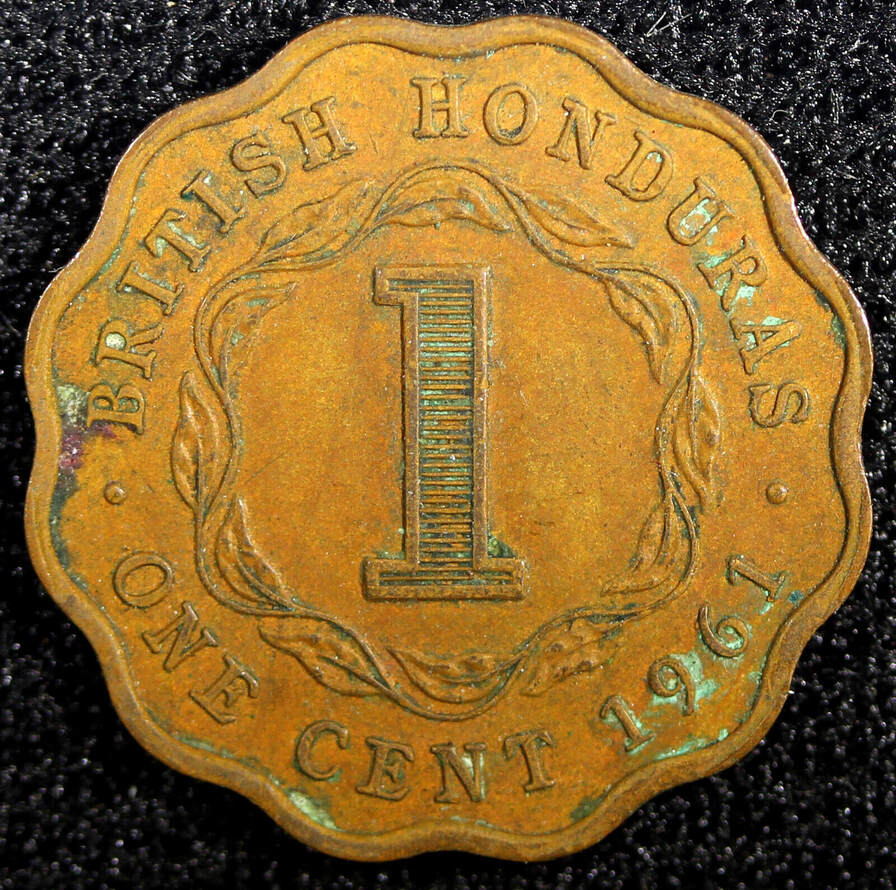 BRITISH HONDURAS
1
· ONE CENT 1961 ·